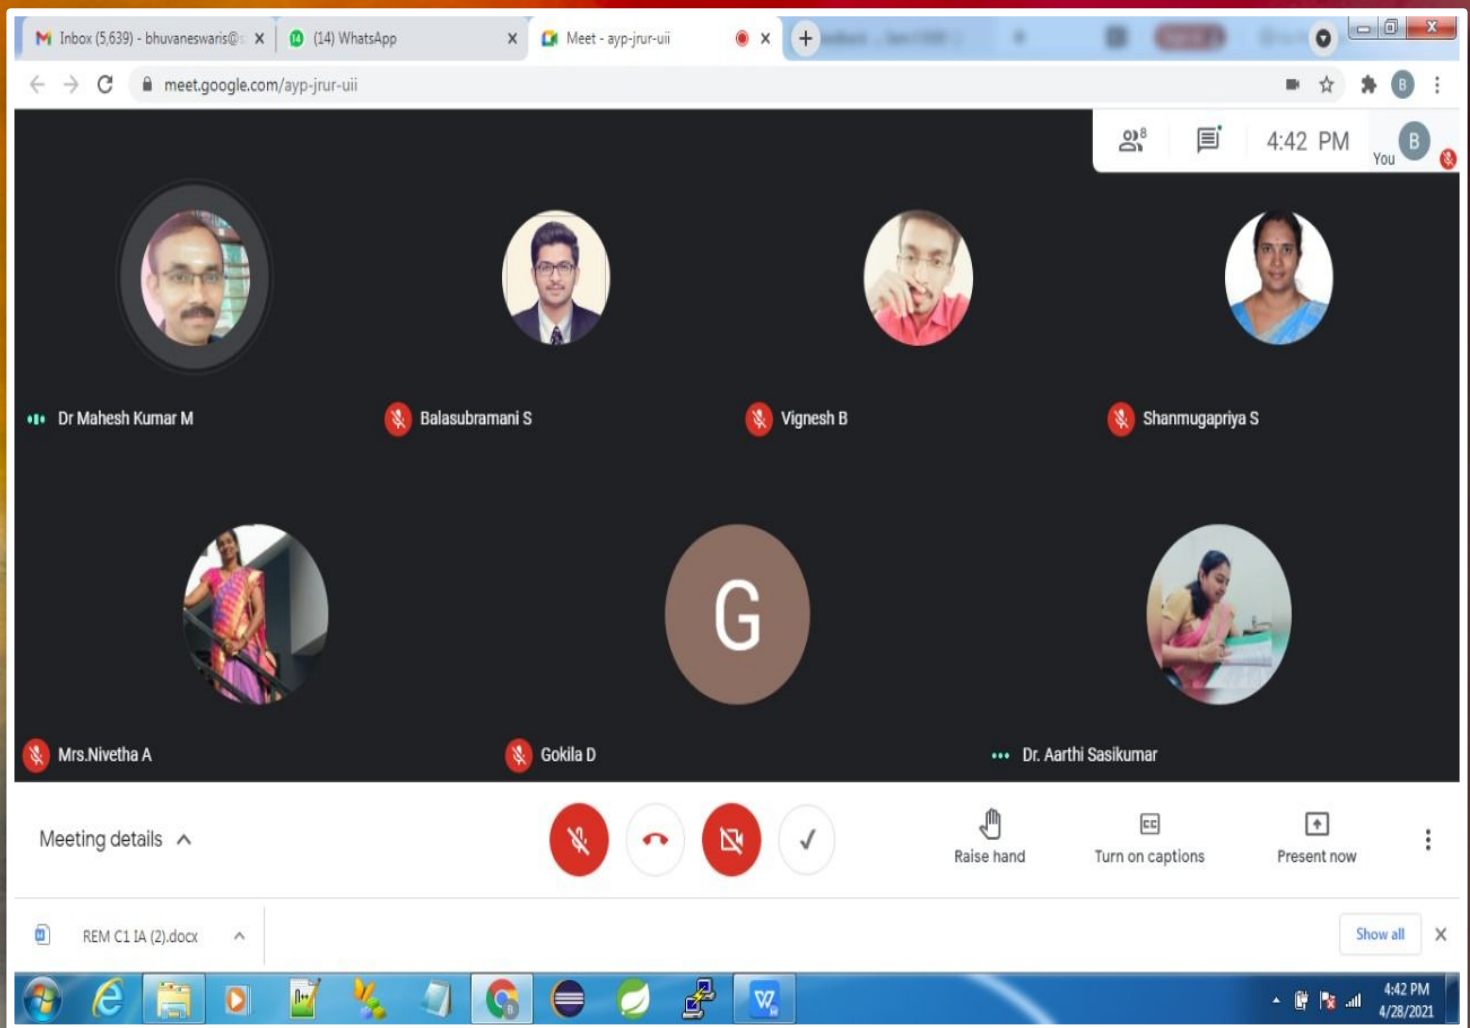 Inbox (5,639) - bhuvaneswaris@s
14 (14) WhatsApp
Meet - ayp-jrur-uii
meet.google.com/ayp-jrur-uii
B
8
4:42 PM
You
B
Dr Mahesh Kumar M
Balasubramani S
Vignesh B
Shanmugapriya S
G
Mrs.Nivetha A
Gokila D
Dr. Aarthi Sasikumar
Meeting details
Raise hand
CC
Turn on captions
Present now
REM C1 IA (2).docx
Show all
4:42 PM
4/28/2021